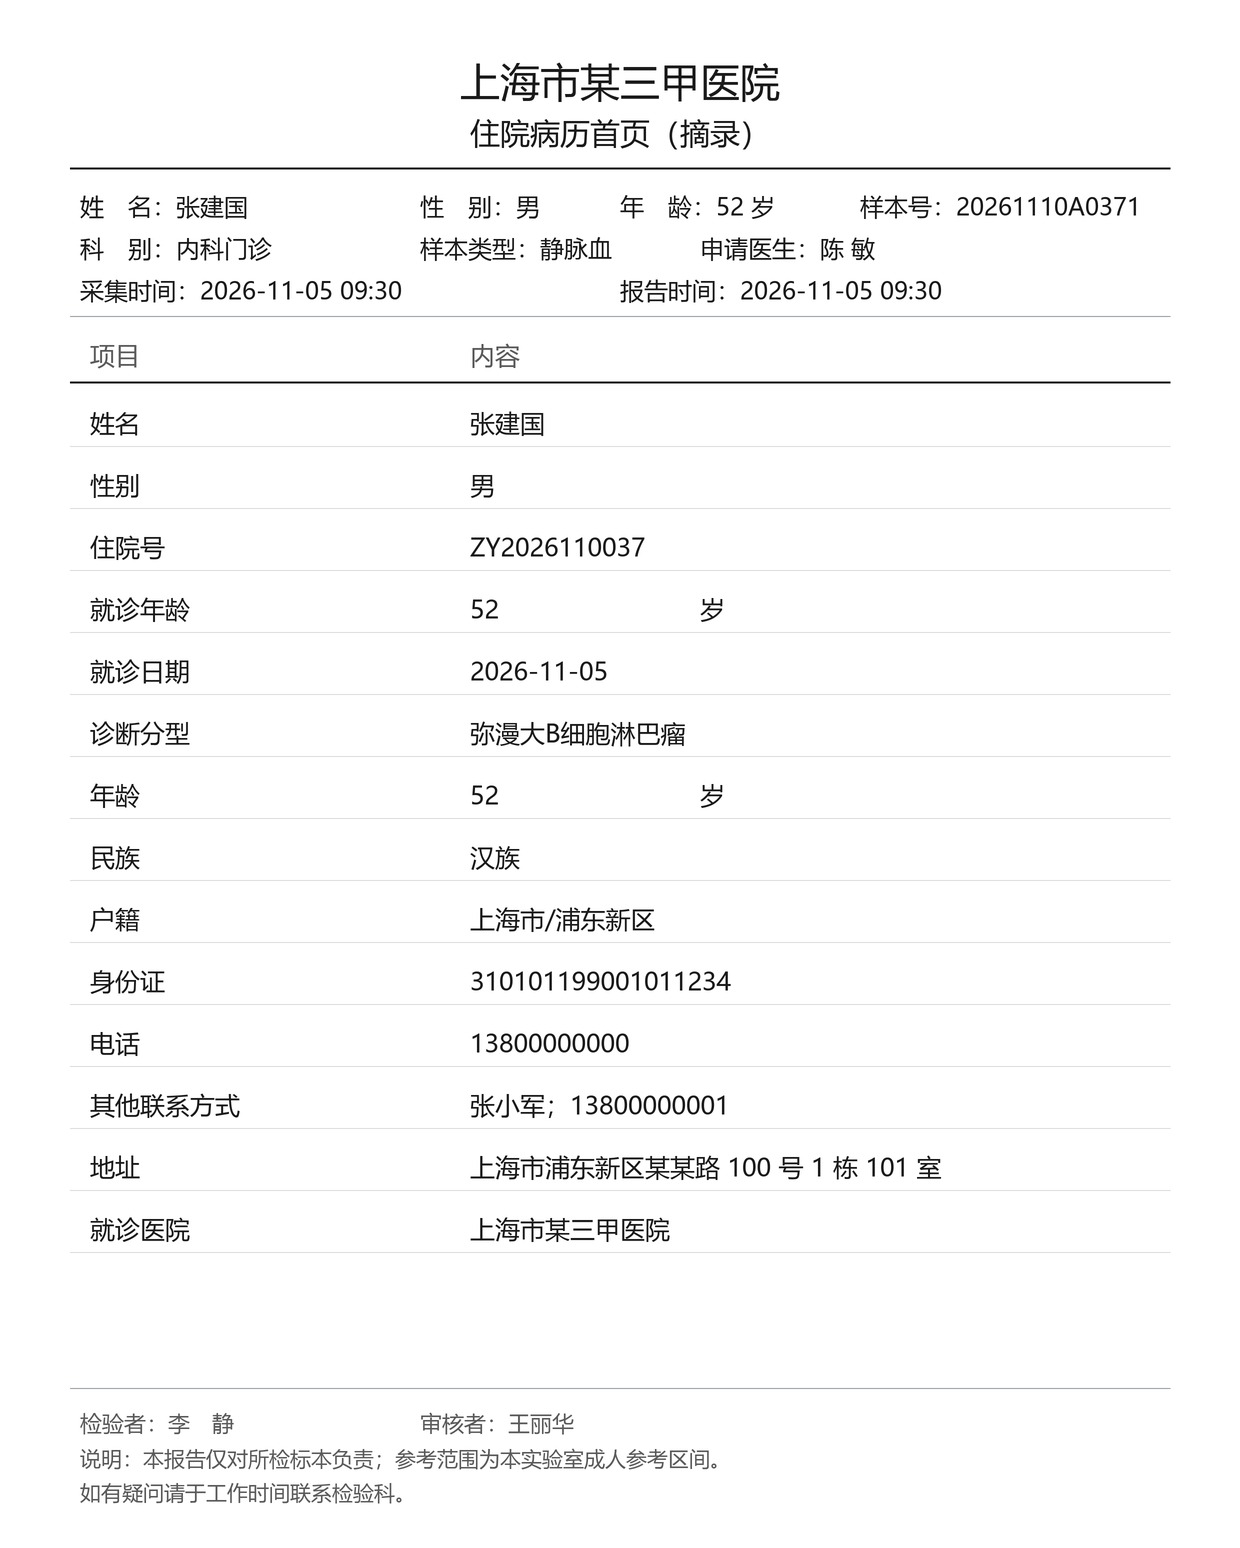 上海市某三甲医院
住院病历首页（摘录）
姓 名：张建国 性 别：男 年 龄：52 岁 样本号：20261110A0371
科 别：内科门诊 样本类型：静脉血 申请医生：陈 敏
采集时间：2026-11-05 09:30 报告时间：2026-11-05 09:30
项目 内容
姓名 张建国
性别 男
住院号 ZY2026110037
就诊年龄 52 岁
就诊日期 2026-11-05
诊断分型 弥漫大B细胞淋巴瘤
年龄 52 岁
民族 汉族
户籍 上海市/浦东新区
身份证 310101199001011234
电话 13800000000
其他联系方式 张小军；13800000001
地址 上海市浦东新区某某路 100 号 1 栋 101 室
就诊医院 上海市某三甲医院
检验者：李 静 审核者：王丽华
说明：本报告仅对所检标本负责；参考范围为本实验室成人参考区间。
如有疑问请于工作时间联系检验科。